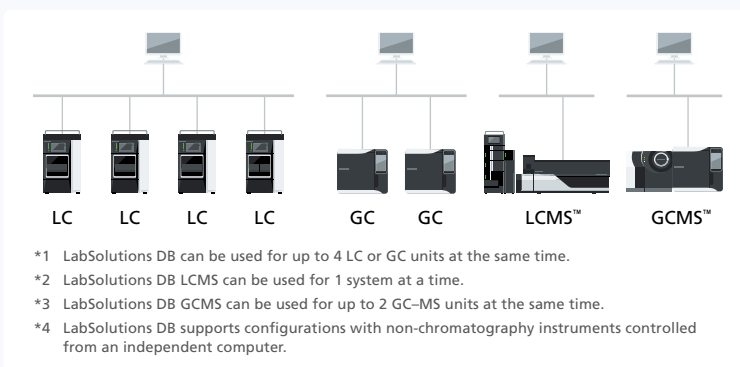 LC LC LC LC GC GC LCMS™ GCMS™
*1 LabSolutions DB can be used for up to 4 LC or GC units at the same time.
*2 LabSolutions DB LCMS can be used for 1 system at a time.
*3 LabSolutions DB GCMS can be used for up to 2 GC–MS units at the same time.
*4 LabSolutions DB supports configurations with non-chromatography instruments controlled
from an independent computer.